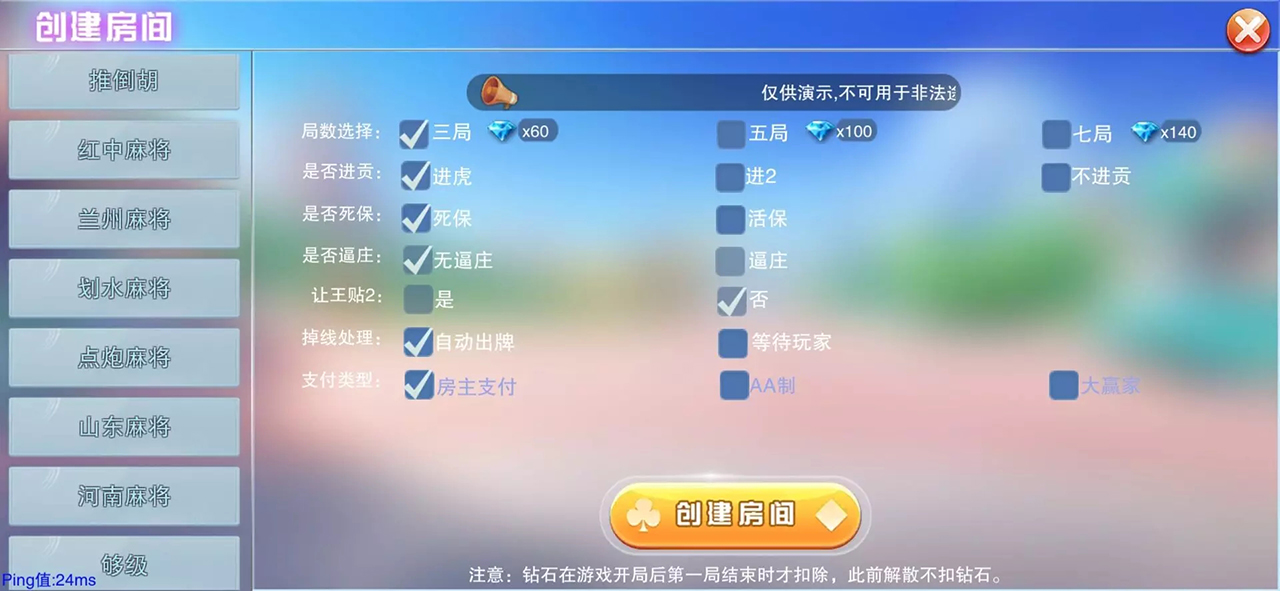 创建房间
推倒胡
红中麻将
兰州麻将
划水麻将
点炮麻将
山东麻将
河南麻将
够级
Ping值:24ms
仅供演示,不可用于非法
局数选择： 三局 x60 五局 x100 七局 x140
是否进贡： 进虎 进2 不进贡
是否死保： 死保 活保
是否逼庄： 无逼庄 逼庄
让王贴2： 是 否
掉线处理： 自动出牌 等待玩家
支付类型： 房主支付 AA制 大赢家
创建房间
注意：钻石在游戏开局后第一局结束时才扣除，此前解散不扣钻石。